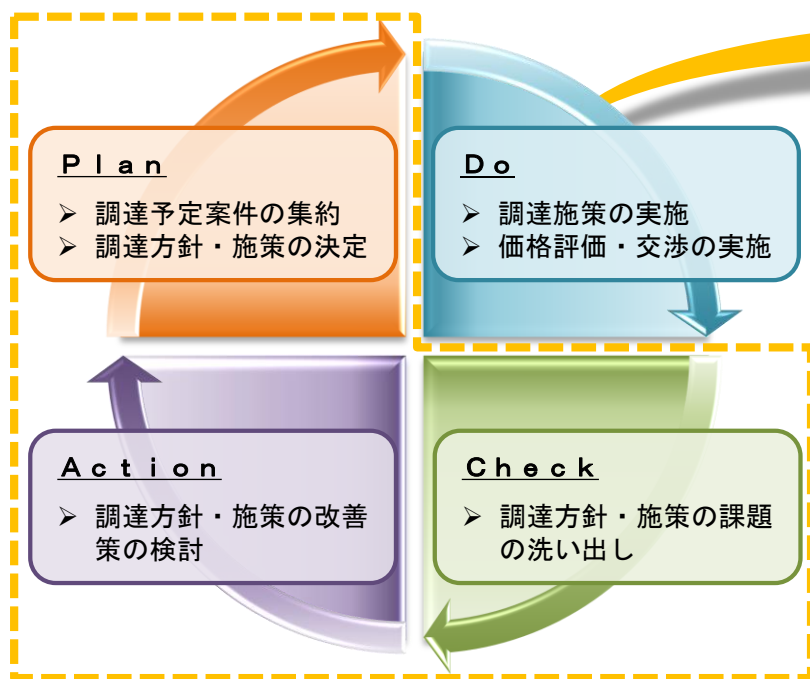 Ｐｌａｎ
➢ 調達予定案件の集約
➢ 調達方針・施策の決定
Ｄｏ
➢ 調達施策の実施
➢ 価格評価・交渉の実施
Ａｃｔｉｏｎ
➢ 調達方針・施策の改善
策の検討
Ｃｈｅｃｋ
➢ 調達方針・施策の課題
の洗い出し